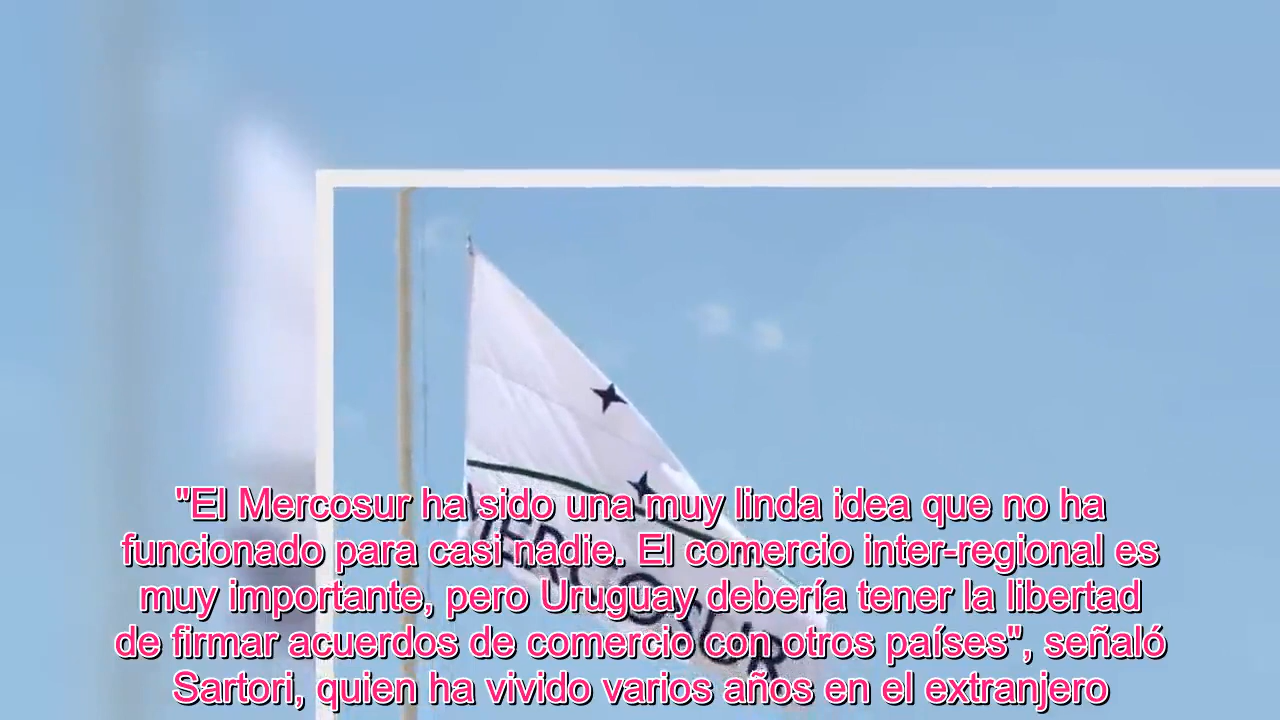 "El Mercosur ha sido una muy linda idea que no ha
funcionado para casi nadie. El comercio inter-regional es
muy importante, pero Uruguay debería tener la libertad
de firmar acuerdos de comercio con otros países", señaló
Sartori, quien ha vivido varios años en el extranjero
MERCOSUR